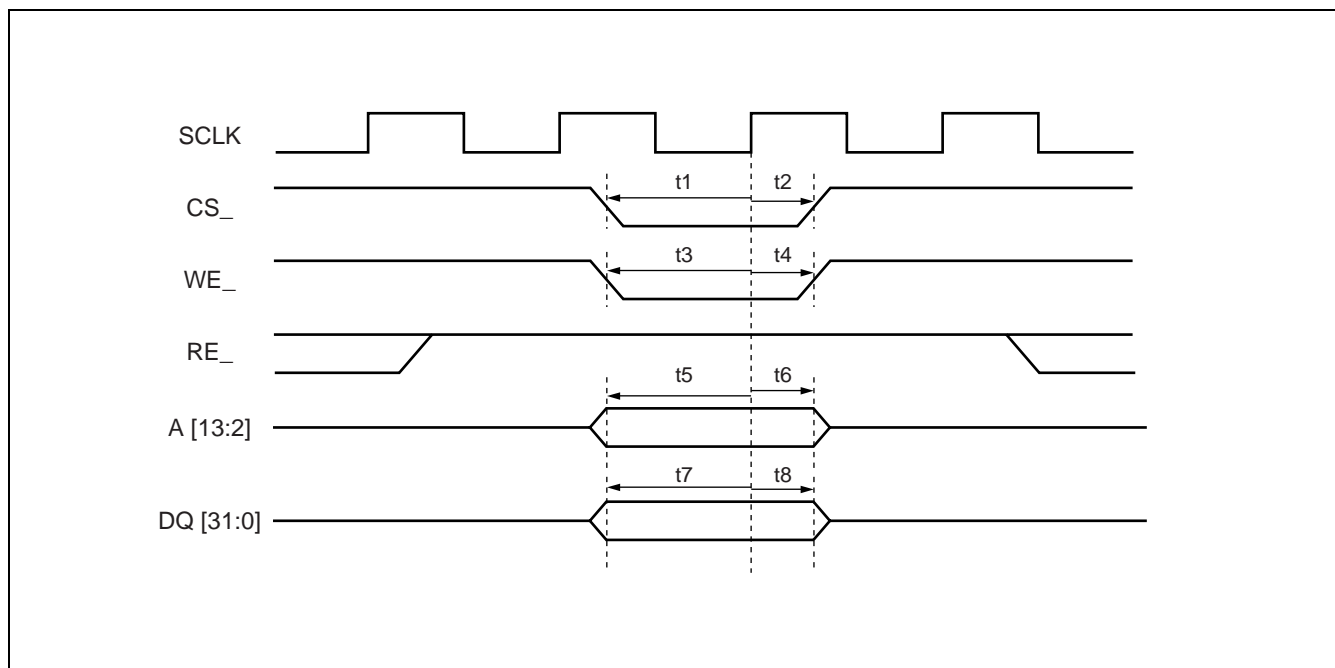 SCLK
t1 t2
CS_
t3 t4
WE_
RE_
t5 t6
A [13:2]
t7 t8
DQ [31:0]